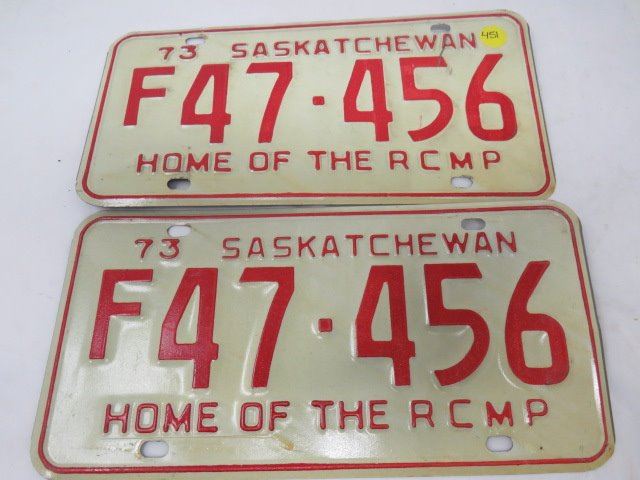 73 SASKATCHEWAN 451
F47·456
HOME OF THE RCMP
73 SASKATCHEWAN
F47·456
HOME OF THE RCMP